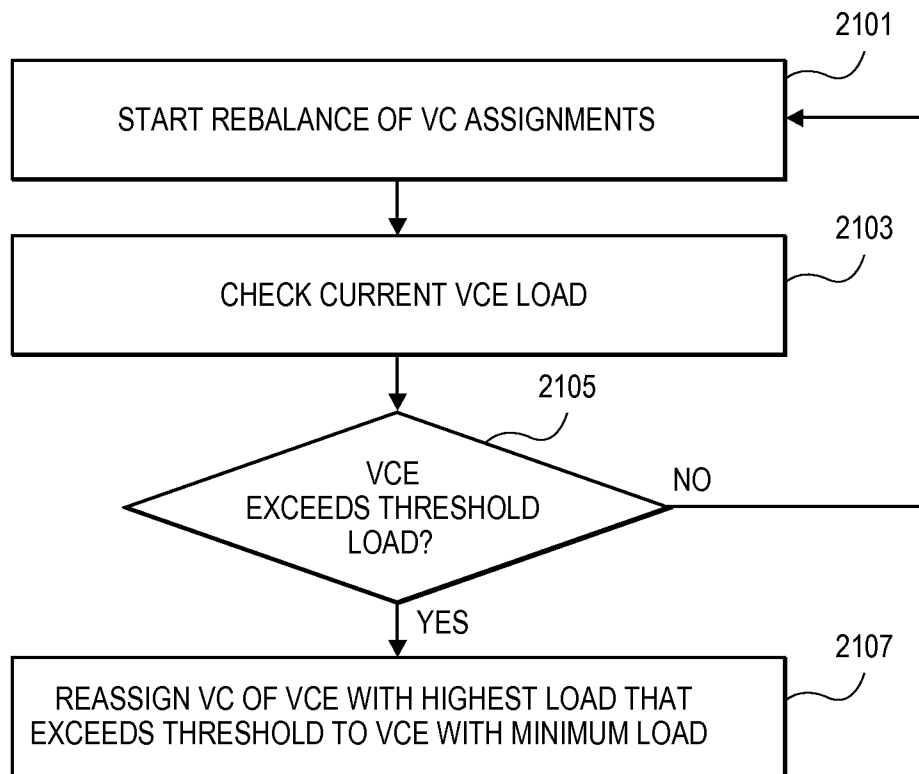 2101
START REBALANCE OF VC ASSIGNMENTS
2103
CHECK CURRENT VCE LOAD
2105
VCE
EXCEEDS THRESHOLD
LOAD?
NO
YES
2107
REASSIGN VC OF VCE WITH HIGHEST LOAD THAT
EXCEEDS THRESHOLD TO VCE WITH MINIMUM LOAD